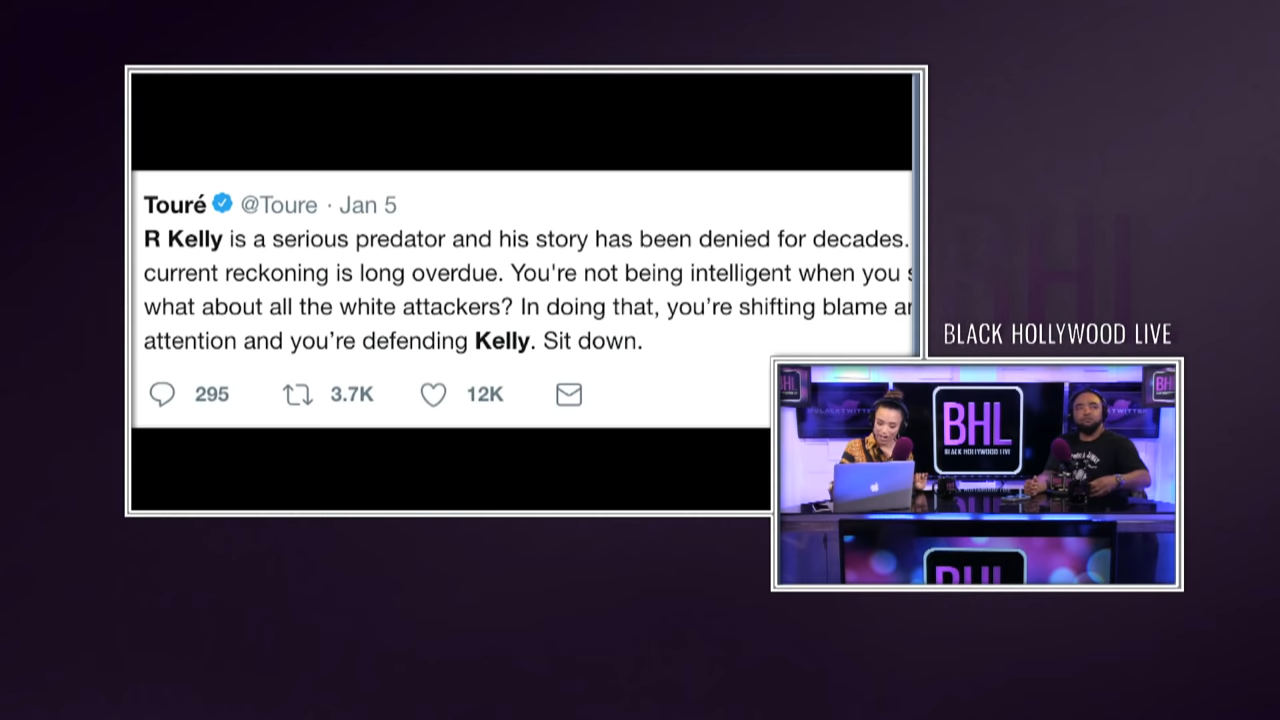 Touré @Toure · Jan 5
R Kelly is a serious predator and his story has been denied for decades.
current reckoning is long overdue. You're not being intelligent when you s
what about all the white attackers? In doing that, you’re shifting blame ar
attention and you’re defending Kelly. Sit down.
295 3.7K 12K
BLACK HOLLYWOOD LIVE
BHL
BLACK HOLLYWOOD LIVE
BHL